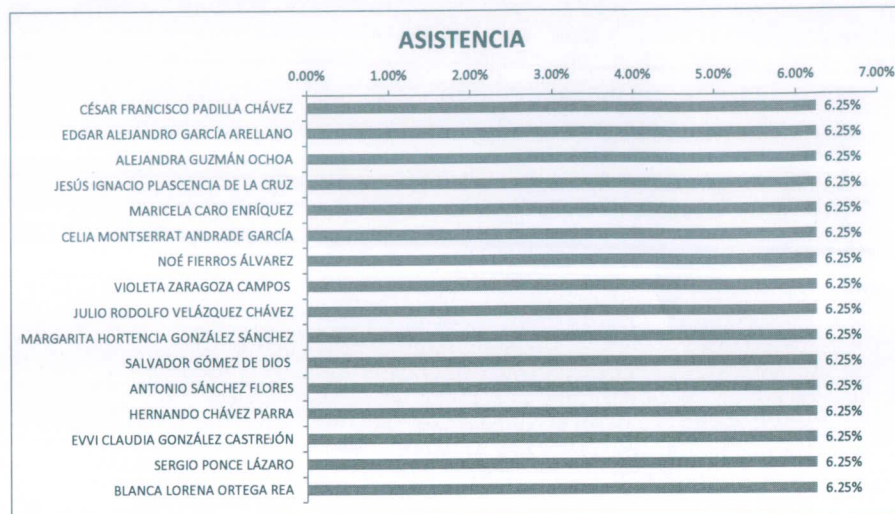 ASISTENCIA
0.00% 1.00% 2.00% 3.00% 4.00% 5.00% 6.00% 7.00%
CÉSAR FRANCISCO PADILLA CHÁVEZ 6.25%
EDGAR ALEJANDRO GARCÍA ARELLANO 6.25%
ALEJANDRA GUZMÁN OCHOA 6.25%
JESÚS IGNACIO PLASCENCIA DE LA CRUZ 6.25%
MARICELA CARO ENRÍQUEZ 6.25%
CELIA MONTSERRAT ANDRADE GARCÍA 6.25%
NOÉ FIERROS ÁLVAREZ 6.25%
VIOLETA ZARAGOZA CAMPOS 6.25%
JULIO RODOLFO VELÁZQUEZ CHÁVEZ 6.25%
MARGARITA HORTENCIA GONZÁLEZ SÁNCHEZ 6.25%
SALVADOR GÓMEZ DE DIOS 6.25%
ANTONIO SÁNCHEZ FLORES 6.25%
HERNANDO CHÁVEZ PARRA 6.25%
EVVI CLAUDIA GONZÁLEZ CASTREJÓN 6.25%
SERGIO PONCE LÁZARO 6.25%
BLANCA LORENA ORTEGA REA 6.25%